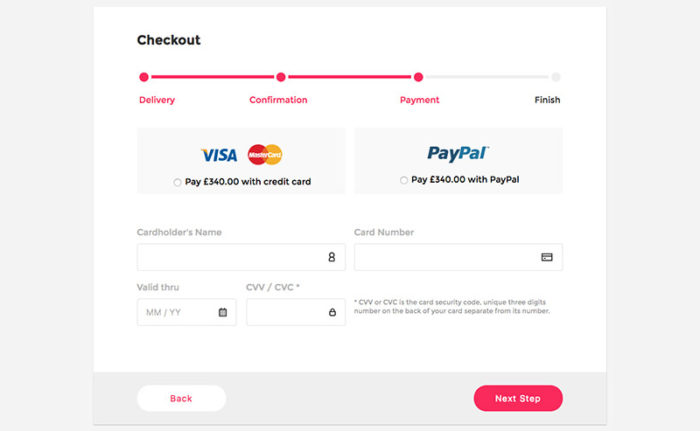 Checkout
Delivery Confirmation Payment Finish
VISA MasterCard
Pay £340.00 with credit card
PayPal
Pay £340.00 with PayPal
Cardholder's Name
Card Number
Valid thru
CVV / CVC *
MM / YY
* CVV or CVC is the card security code, unique three digits
number on the back of your card separate from its number.
Back
Next Step